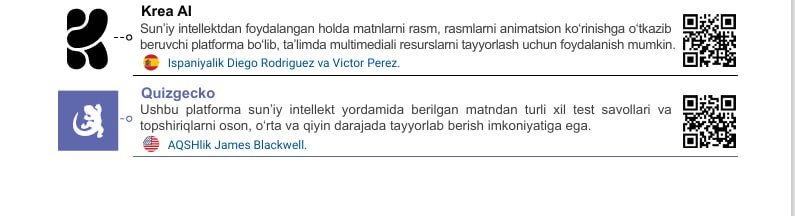 Krea AI
Sun’iy intellektdan foydalangan holda matnlarni rasm, rasmlarni animatsion ko‘rinishga o‘tkazib
beruvchi platforma bo‘lib, ta’limda multimediali resurslarni tayyorlash uchun foydalanish mumkin.
Ispaniyalik Diego Rodriguez va Victor Perez.
Quizgecko
Ushbu platforma sun’iy intellekt yordamida berilgan matndan turli xil test savollari va
topshiriqlarni oson, o‘rta va qiyin darajada tayyorlab berish imkoniyatiga ega.
AQSHlik James Blackwell.